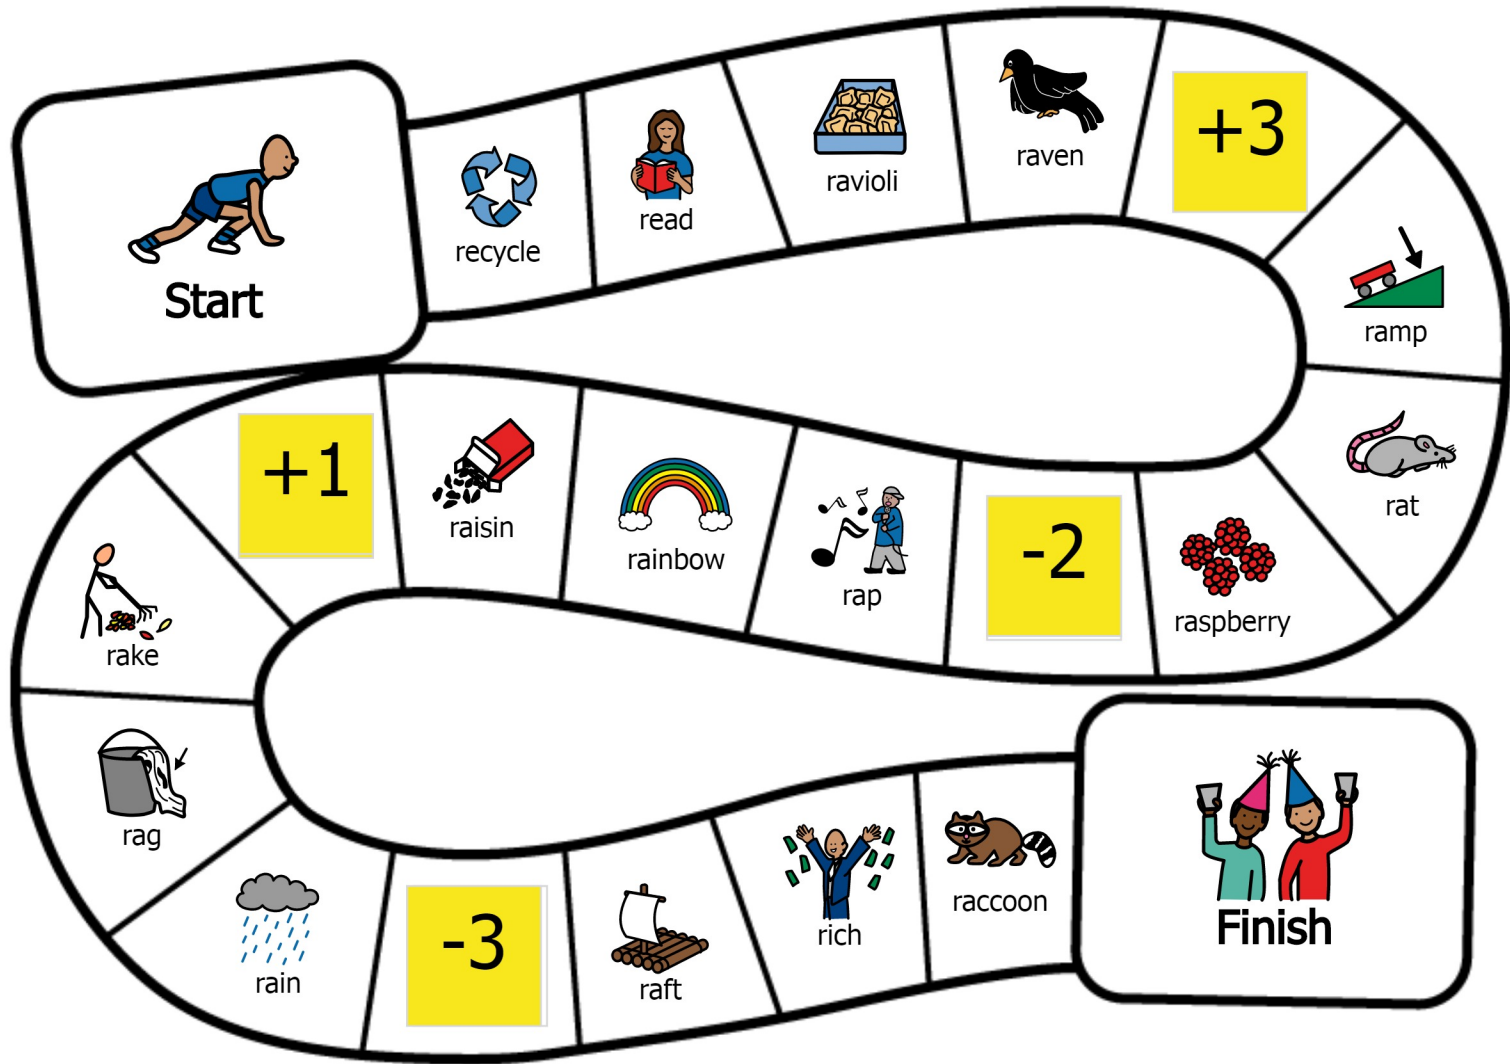 Start
recycle
read
ravioli
raven
+3
ramp
rat
raspberry
-2
rap
rainbow
raisin
+1
rake
rag
rain
-3
raft
rich
raccoon
Finish